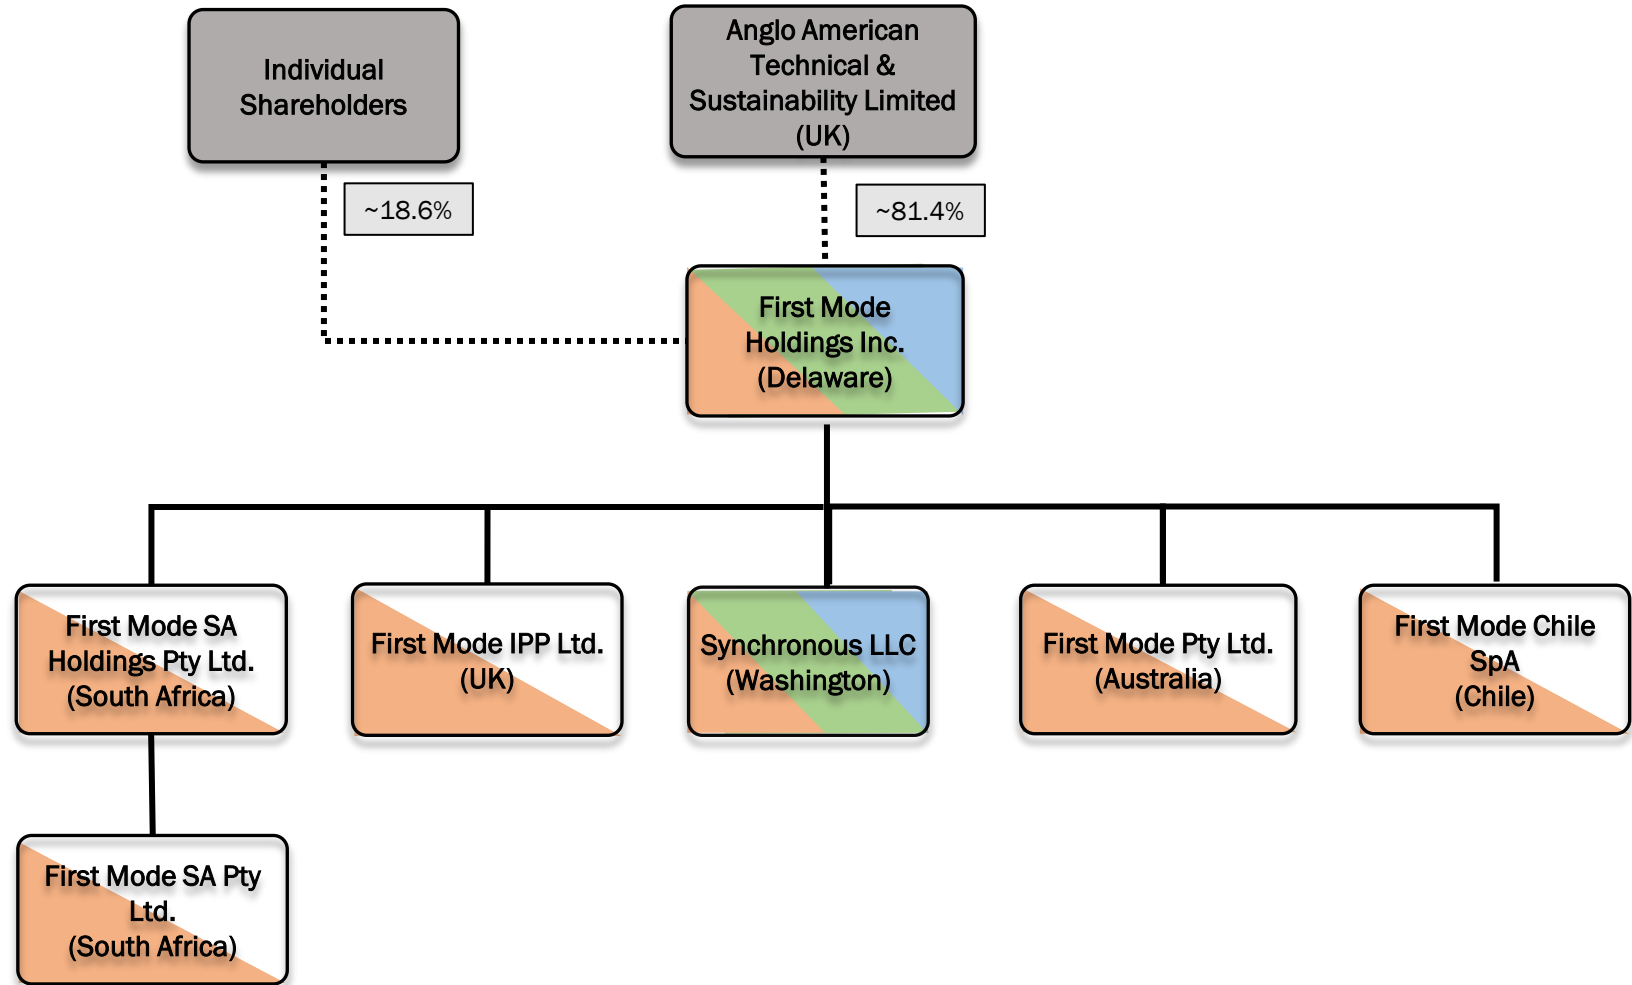 Individual
Shareholders
Anglo American
Technical &
Sustainability Limited
(UK)
~18.6%
~81.4%
First Mode
Holdings Inc.
(Delaware)
First Mode SA
Holdings Pty Ltd.
(South Africa)
First Mode IPP Ltd.
(UK)
Synchronous LLC
(Washington)
First Mode Pty Ltd.
(Australia)
First Mode Chile
SpA
(Chile)
First Mode SA Pty
Ltd.
(South Africa)